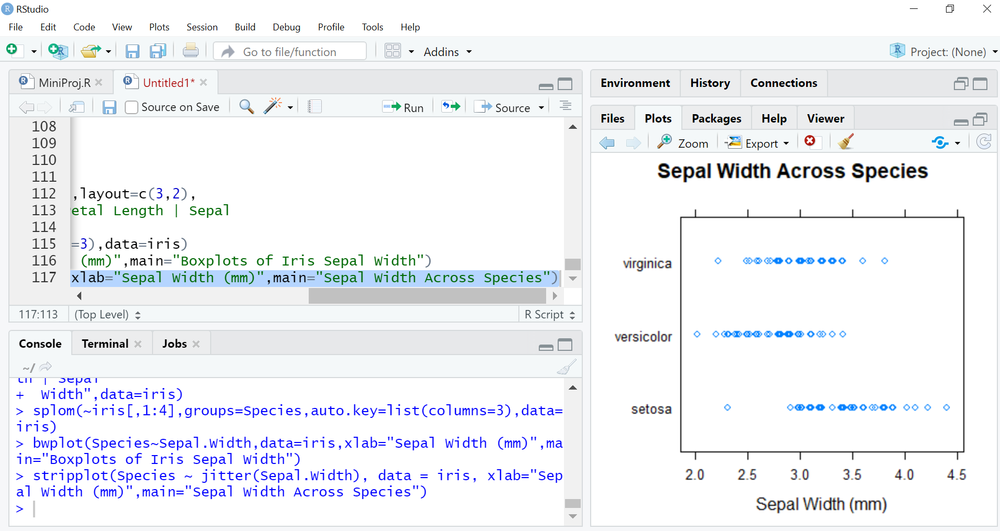 R RStudio
File Edit Code View Plots Session Build Debug Profile Tools Help
Go to file/function Addins Project: (None)
MiniProj.R Untitled1*
Source on Save Run Source
108
109
110
111
112 ,layout=c(3,2),
113 etal Length | Sepal
114
115 =3),data=iris)
116 (mm)",main="Boxplots of Iris Sepal Width")
117 xlab="Sepal Width (mm)",main="Sepal Width Across Species")
117:113 (Top Level) R Script
Console Terminal Jobs
~/
th | Sepal
+ Width",data=iris)
> splom(~iris[,1:4],groups=Species,auto.key=list(columns=3),data=
iris)
> bwplot(Species~Sepal.Width,data=iris,xlab="Sepal Width (mm)",ma
in="Boxplots of Iris Sepal Width")
> stripplot(Species ~ jitter(Sepal.Width), data = iris, xlab="Sep
al Width (mm)",main="Sepal Width Across Species")
>
Environment History Connections
Files Plots Packages Help Viewer
Zoom Export
Sepal Width Across Species
virginica
versicolor
setosa
2.0 2.5 3.0 3.5 4.0 4.5
Sepal Width (mm)